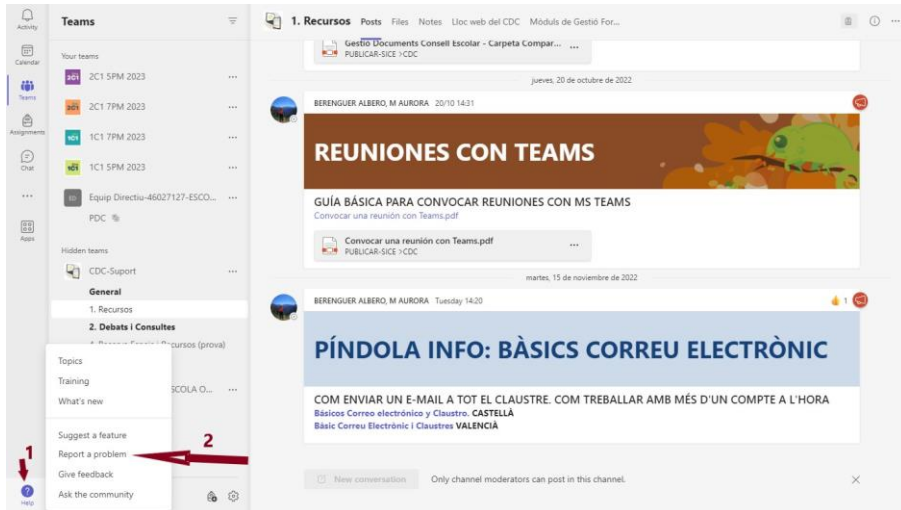 Activity
Calendar
Teams
Assignments
Chat
Apps
Teams
Your teams
2C1 SPM 2023
2C1 7PM 2023
1C1 7PM 2023
1C1 5PM 2023
Equip Directiu-46027127-ESCO...
PDC
Hidden teams
CDC-Suport
General
1. Recursos
2. Debats i Consultes
Recursos (prova)
ESCOLA O...
Topics
Training
What's new
Suggest a feature
Report a problem
Give feedback
Ask the community
1
2
Help
1. Recursos Posts Files Notes Lloc web del CDC Mòduls de Gestió For...
Gestió Documents Consell Escolar - Carpeta Compar...
PUBLICAR-SICE > CDC
jueves, 20 de octubre de 2022
BERENGUER ALBERO, M AURORA 20/10 14:31
REUNIONES CON TEAMS
GUÍA BÁSICA PARA CONVOCAR REUNIONES CON MS TEAMS
Convocar una reunión con Teams.pdf
Convocar una reunión con Teams.pdf
PUBLICAR-SICE > CDC
martes, 15 de noviembre de 2022
BERENGUER ALBERO, M AURORA Tuesday 14:20
1
PÍNDOLA INFO: BÀSICS CORREU ELECTRÒNIC
COM ENVIAR UN E-MAIL A TOT EL CLAUSTRE. COM TREBALLAR AMB MÉS D'UN COMPTE A L'HORA
Básicos Correo electrónico y Claustro. CASTELLÀ
Bàsic Correu Electrònic i Claustres VALENCIÀ
New conversation Only channel moderators can post in this channel.